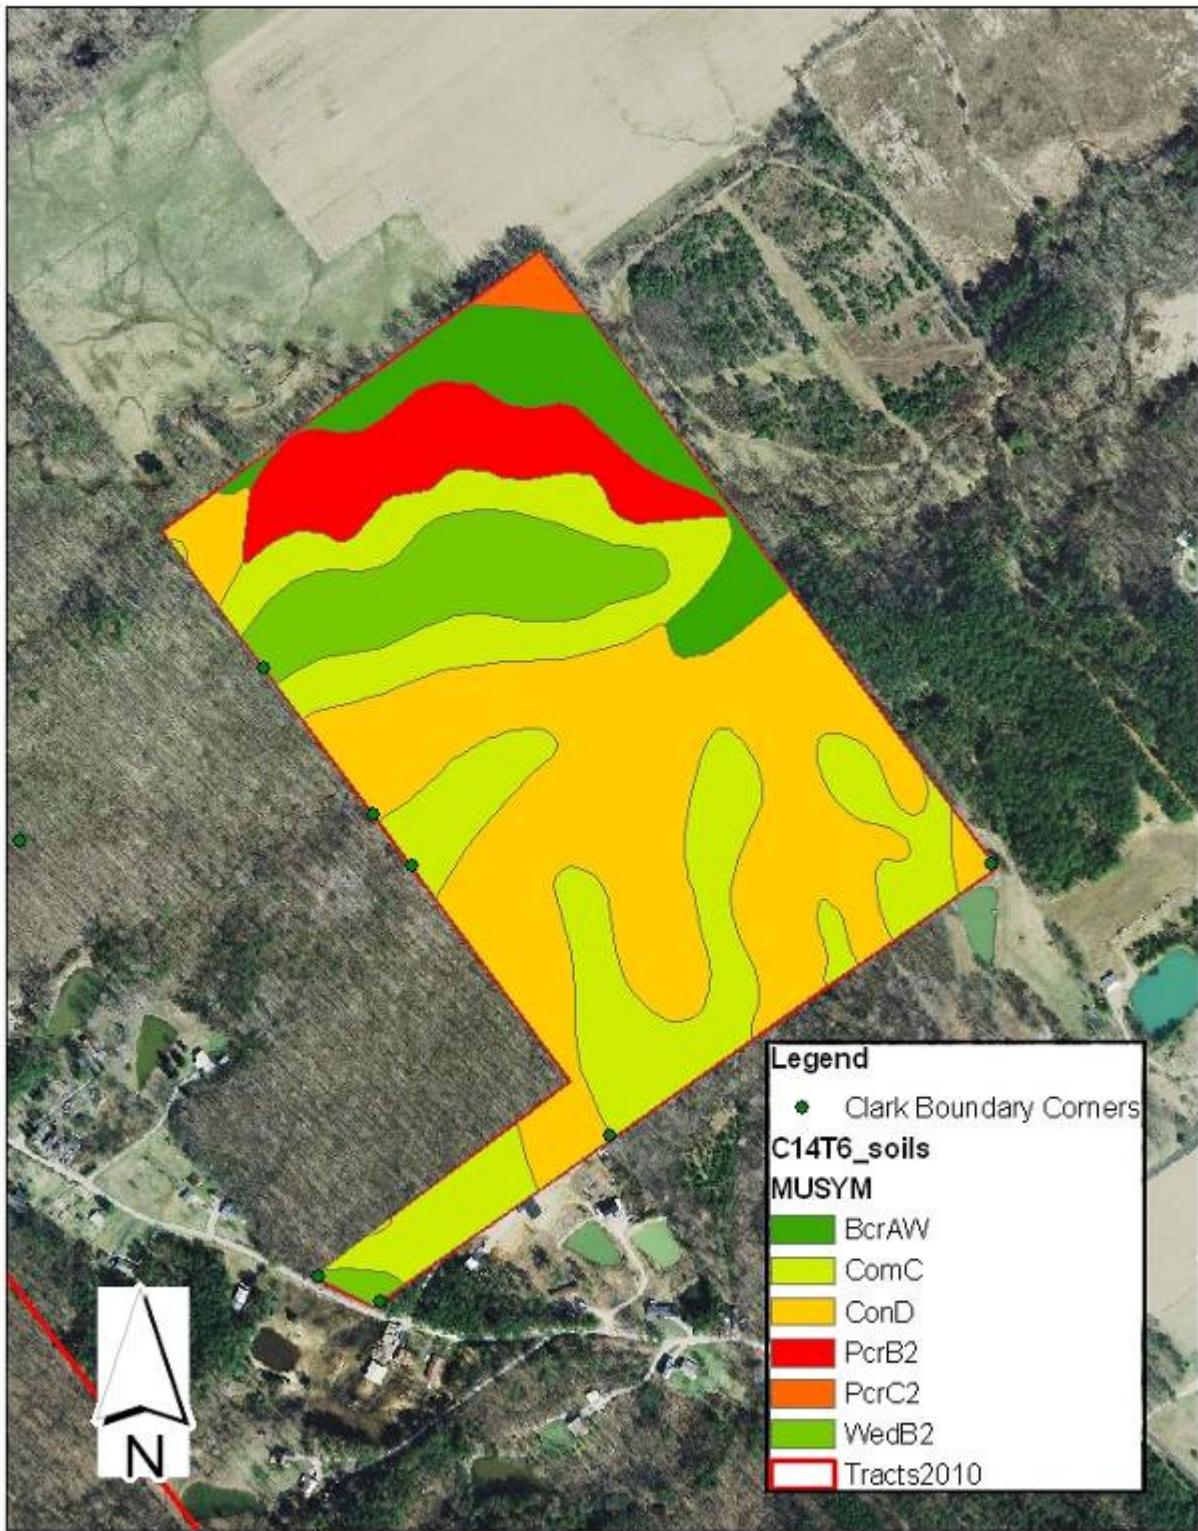 Legend
Clark Boundary Corners
C14T6_soils
MUSYM
BcrAW
ComC
ConD
PcrB2
PcrC2
WedB2
Tracts2010
N